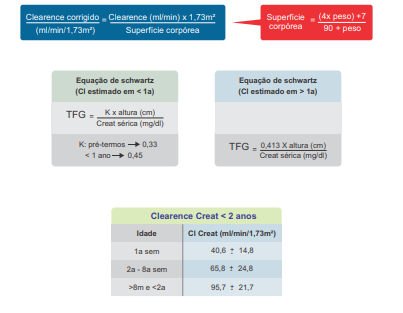 Clearence corrigido = Clearence (ml/min) x 1,73m²
(ml/min/1,73m²) Superfície corpórea
Superfície corpórea = (4x peso) +7
90 + peso
Equação de schwartz
(Cl estimado em < 1a)
TFG = K x altura (cm)
Creat sérica (mg/dl)
K: pré-termos → 0,33
< 1 ano → 0,45
Equação de schwartz
(Cl estimado em > 1a)
TFG = 0,413 X altura (cm)
Creat sérica (mg/dl)
Clearence Creat < 2 anos
Idade Cl Creat (ml/min/1,73m²)
1a sem 40,6 ± 14,8
2a - 8a sem 65,8 ± 24,8
>8m e <2a 95,7 ± 21,7